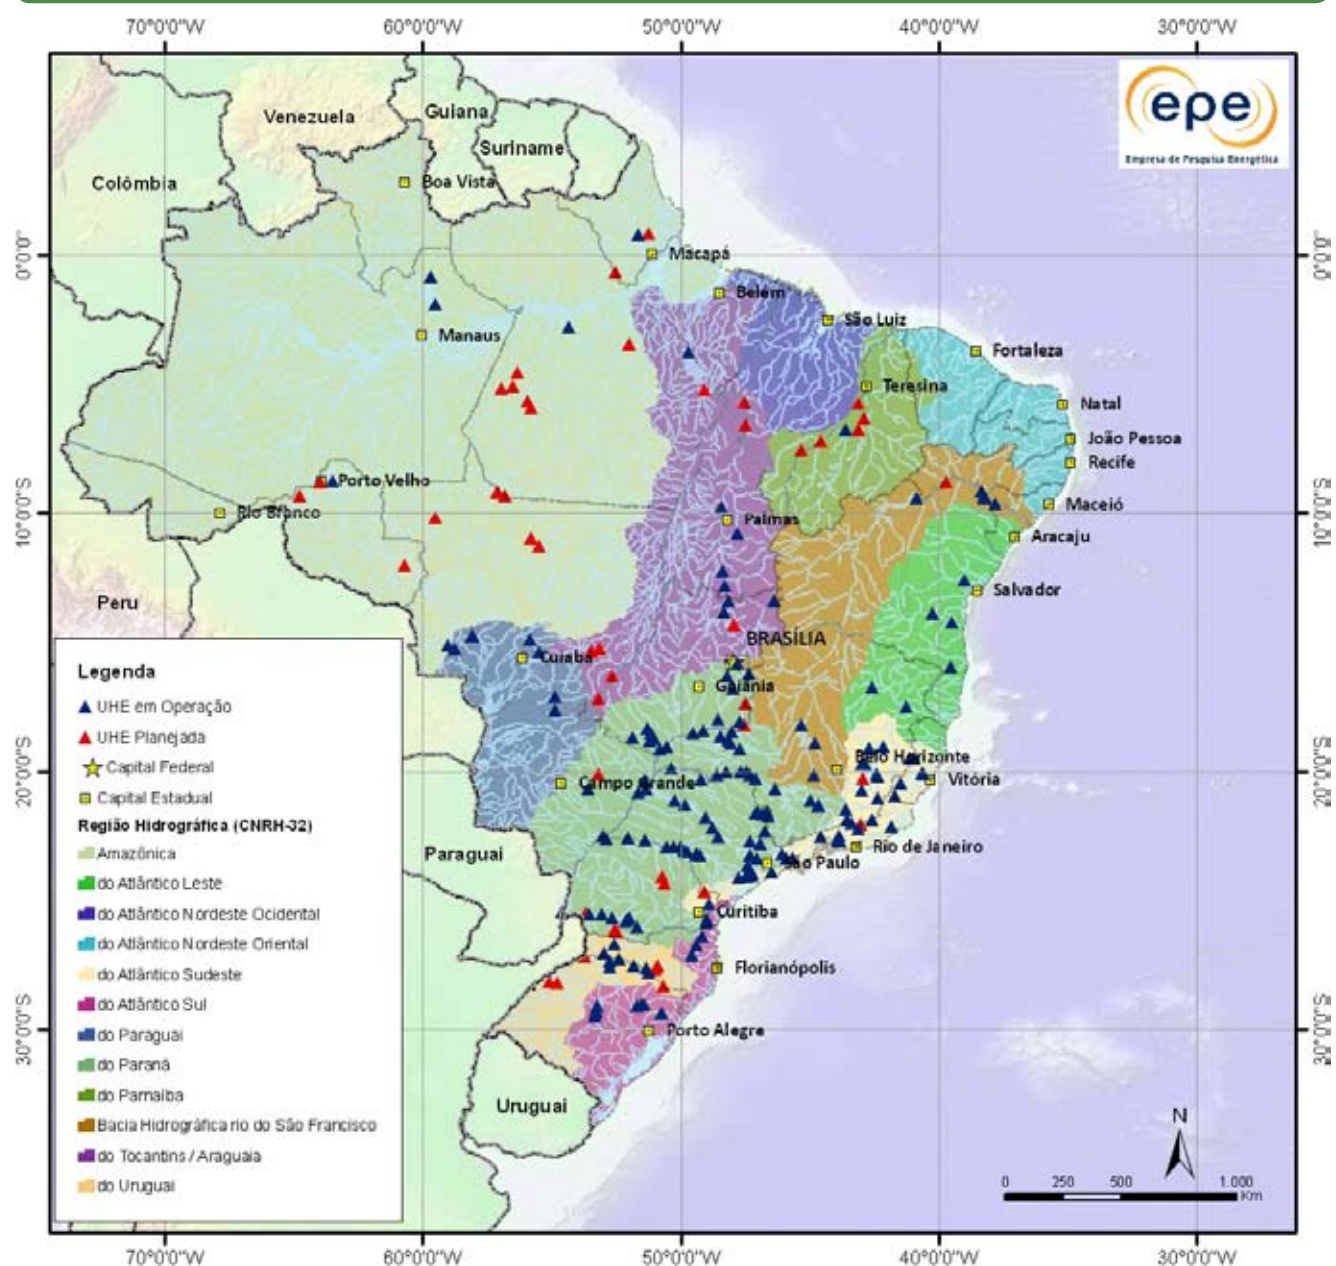 70°0'0"W 60°0'0"W 50°0'0"W 40°0'0"W 30°0'0"W
epe
Empresa de Pesquisa Energética
Venezuela
Guiana
Suriname
Colômbia
Boa Vista
0°0'0"
Macapá
0°0'0"
Belém
São Luiz
Manaus
Fortaleza
Teresina
Natal
João Pessoa
Recife
Porto Velho
Maceió
10°0'0"S
Rio Branco
Palmas
10°0'0"S
Aracaju
Salvador
Peru
BRASÍLIA
Cuiabá
Goiânia
Belo Horizonte
20°0'0"S
Campo Grande
Vitória
20°0'0"S
Rio de Janeiro
Paraguai
São Paulo
Curitiba
Florianópolis
30°0'0"S
Porto Alegre
30°0'0"S
Uruguai
Legenda
UHE em Operação
UHE Planejada
Capital Federal
Capital Estadual
Região Hidrográfica (CNRH-32)
Amazônica
do Atlântico Leste
do Atlântico Nordeste Ocidental
do Atlântico Nordeste Oriental
do Atlântico Sudeste
do Atlântico Sul
do Paraguai
do Paraná
do Parnaíba
Bacia Hidrográfica rio do São Francisco
do Tocantins / Araguaia
do Uruguai
N
0 250 500 1.000
Km
70°0'0"W 60°0'0"W 50°0'0"W 40°0'0"W 30°0'0"W